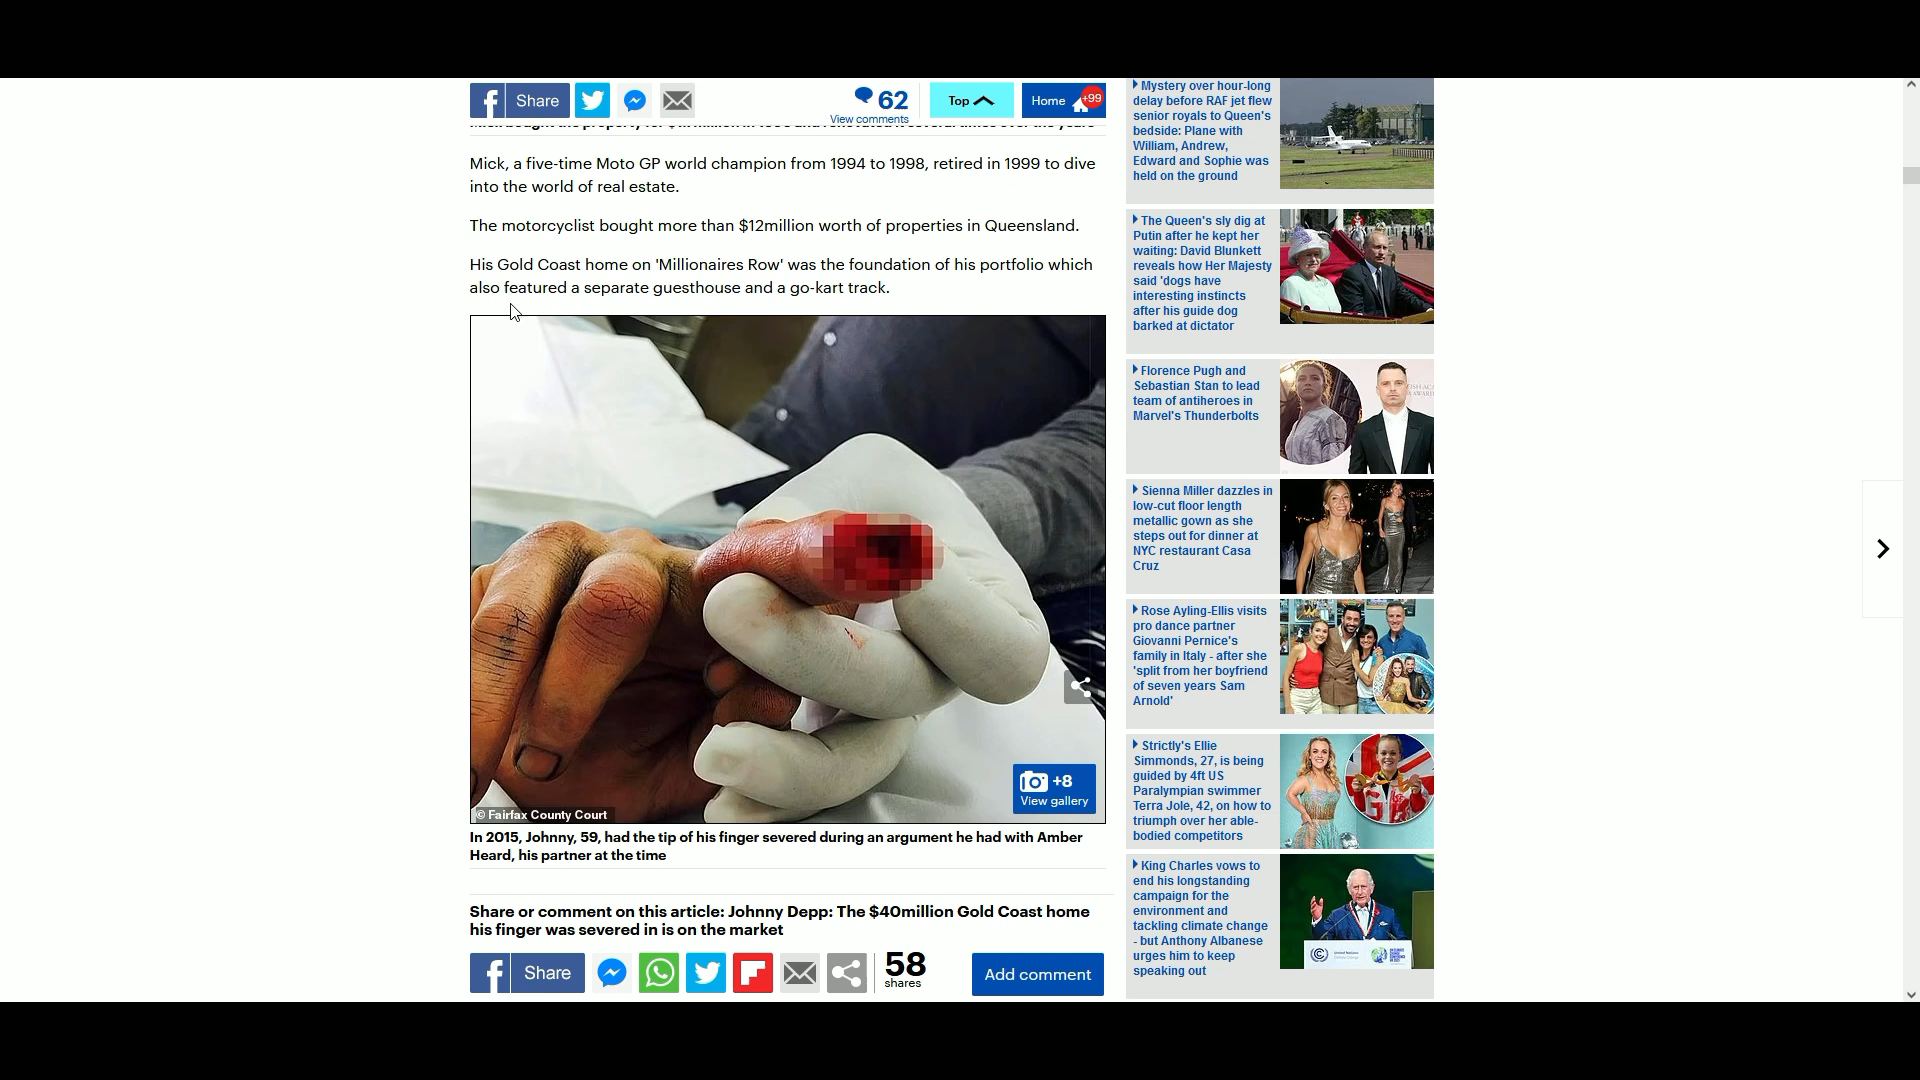 Share
62
View comments
Top
Home
+99
Mick, a five-time Moto GP world champion from 1994 to 1998, retired in 1999 to dive
into the world of real estate.
The motorcyclist bought more than $12million worth of properties in Queensland.
His Gold Coast home on 'Millionaires Row' was the foundation of his portfolio which
also featured a separate guesthouse and a go-kart track.
+8
View gallery
© Fairfax County Court
In 2015, Johnny, 59, had the tip of his finger severed during an argument he had with Amber
Heard, his partner at the time
Share or comment on this article: Johnny Depp: The $40million Gold Coast home
his finger was severed in is on the market
Share
58
shares
Add comment
Mystery over hour-long
delay before RAF jet flew
senior royals to Queen's
bedside: Plane with
William, Andrew,
Edward and Sophie was
held on the ground
The Queen's sly dig at
Putin after he kept her
waiting: David Blunkett
reveals how Her Majesty
said 'dogs have
interesting instincts
after his guide dog
barked at dictator
Florence Pugh and
Sebastian Stan to lead
team of antiheroes in
Marvel's Thunderbolts
Sienna Miller dazzles in
low-cut floor length
metallic gown as she
steps out for dinner at
NYC restaurant Casa
Cruz
Rose Ayling-Ellis visits
pro dance partner
Giovanni Pernice's
family in Italy - after she
'split from her boyfriend
of seven years Sam
Arnold'
Strictly's Ellie
Simmonds, 27, is being
guided by 4ft US
Paralympian swimmer
Terra Jole, 42, on how to
triumph over her able-
bodied competitors
King Charles vows to
end his longstanding
campaign for the
environment and
tackling climate change
- but Anthony Albanese
urges him to keep
speaking out